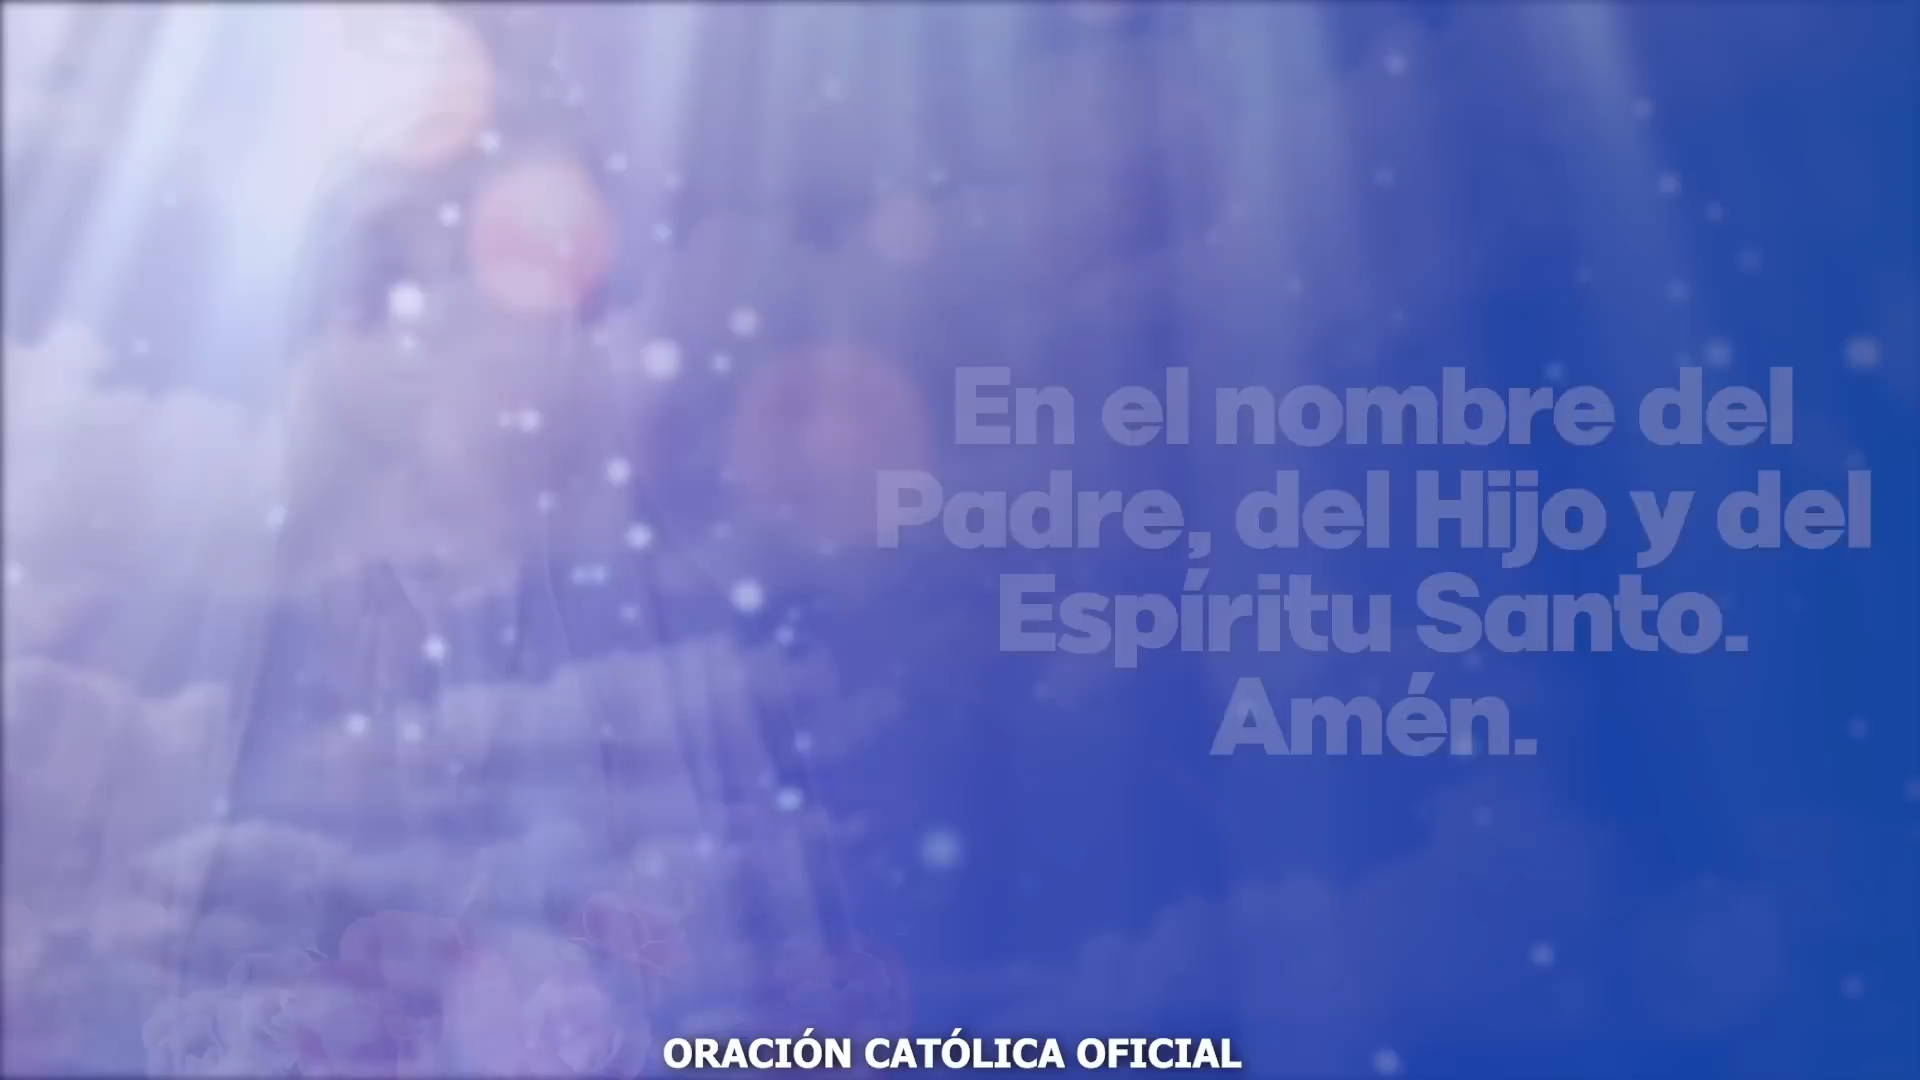 En el nombre del
Padre, del Hijo y del
Espíritu Santo.
Amén.
ORACIÓN CATÓLICA OFICIAL